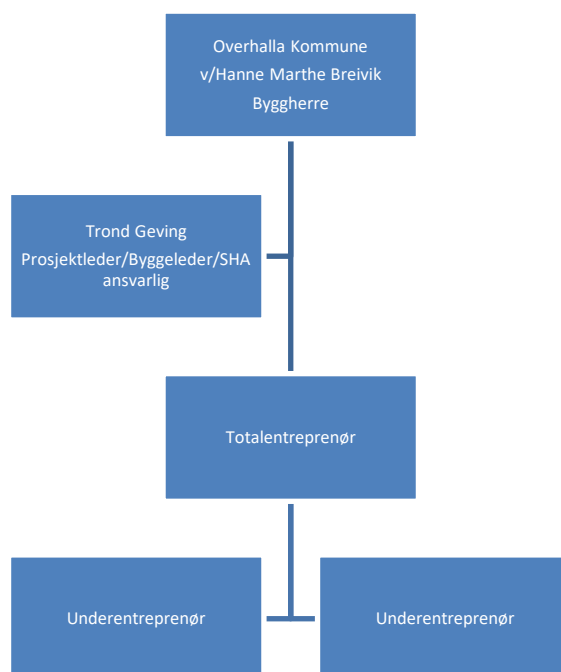 Overhalla Kommune
v/Hanne Marthe Breivik
Byggherre
Trond Geving
Prosjektleder/Byggeleder/SHA
ansvarlig
Totalentreprenør
Underentreprenør
Underentreprenør